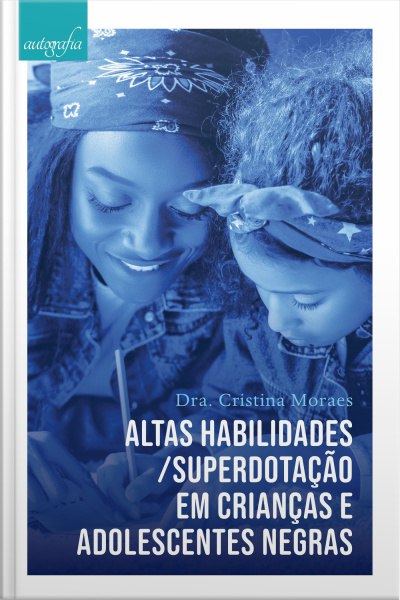 autografia
Dra. Cristina Moraes
ALTAS HABILIDADES
/SUPERDOTAÇÃO
EM CRIANÇAS E
ADOLESCENTES NEGRAS